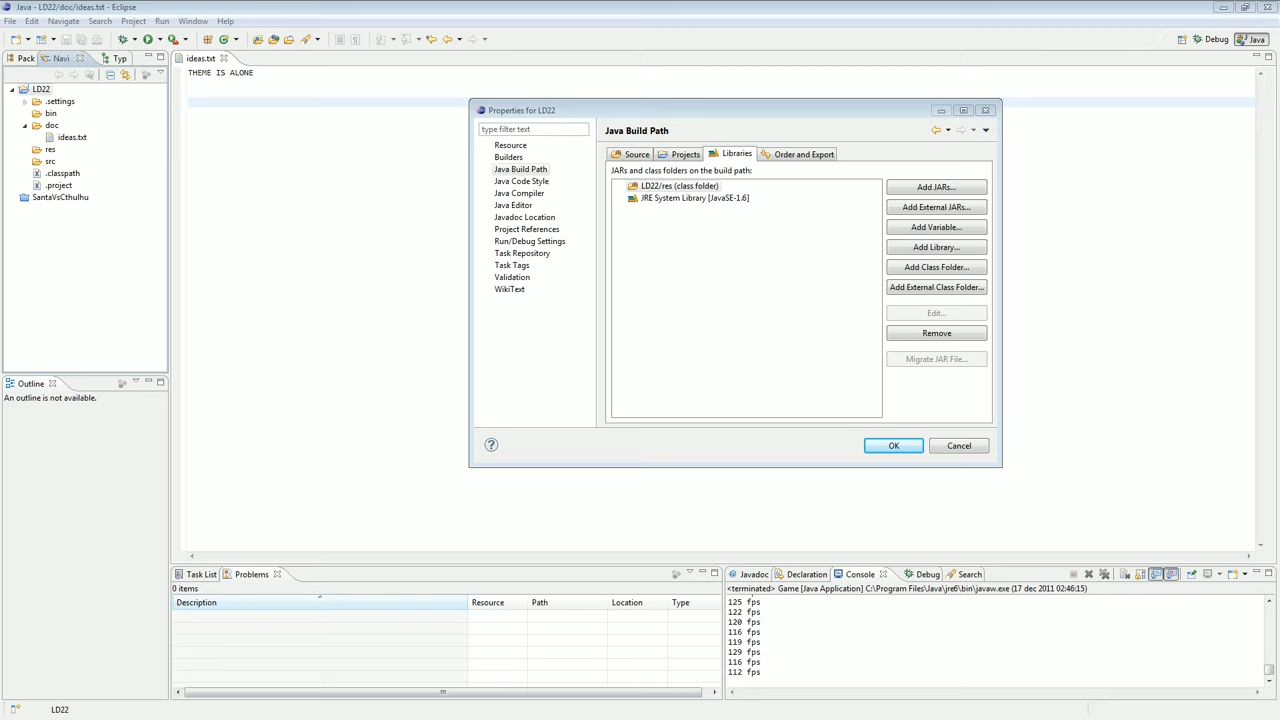 Java - LD22/doc/ideas.txt - Eclipse
File Edit Navigate Search Project Run Window Help
Debug Java
Pack Navi Typ
LD22
.settings
bin
doc
ideas.txt
res
src
.classpath
.project
SantaVsCthulhu
Outline
An outline is not available.
ideas.txt
THEME IS ALONE
Properties for LD22
type filter text
Resource
Builders
Java Build Path
Java Code Style
Java Compiler
Java Editor
Javadoc Location
Project References
Run/Debug Settings
Task Repository
Task Tags
Validation
WikiText
Java Build Path
Source Projects Libraries Order and Export
JARs and class folders on the build path:
LD22/res (class folder)
JRE System Library [JavaSE-1.6]
Add JARs...
Add External JARs...
Add Variable...
Add Library...
Add Class Folder...
Add External Class Folder...
Edit...
Remove
Migrate JAR File...
OK Cancel
Task List Problems
0 items
Description Resource Path Location Type
Javadoc Declaration Console Debug Search
<terminated> Game [Java Application] C:\Program Files\Java\jre6\bin\javaw.exe (17 dec 2011 02:46:15)
125 fps
122 fps
120 fps
116 fps
119 fps
129 fps
116 fps
112 fps
LD22